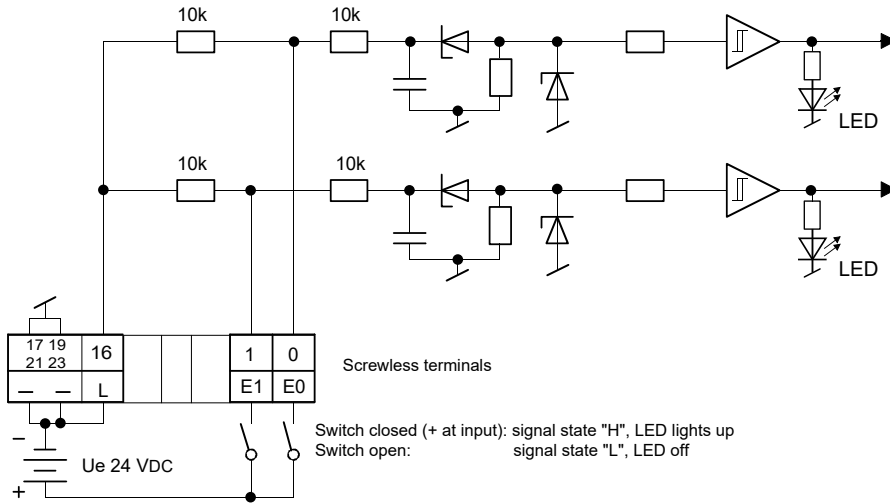 10k 10k
LED
10k 10k
LED
17 19 16 1 0
21 23
— — L E1 E0
Screwless terminals
Switch closed (+ at input): signal state "H", LED lights up
Switch open: signal state "L", LED off
−
Ue 24 VDC
+